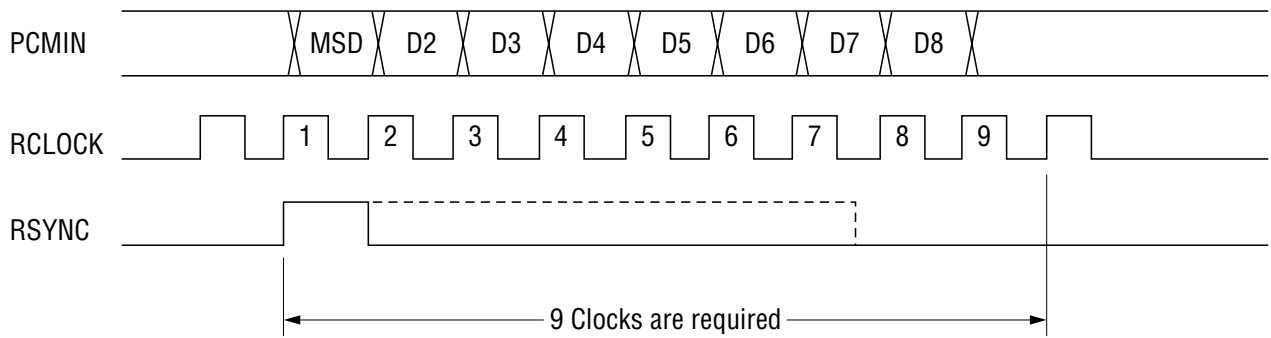 PCMIN MSD D2 D3 D4 D5 D6 D7 D8
RCLOCK 1 2 3 4 5 6 7 8 9
RSYNC
9 Clocks are required